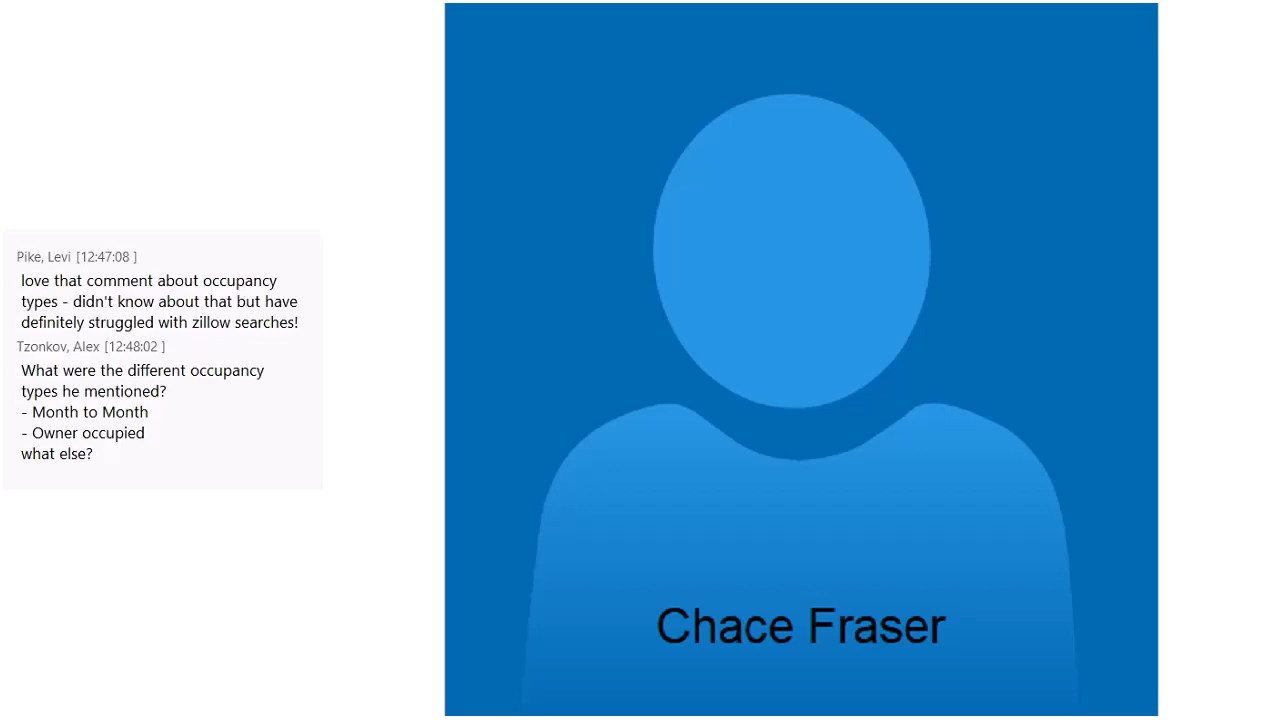 Pike, Levi [12:47:08 ]
love that comment about occupancy
types - didn't know about that but have
definitely struggled with zillow searches!
Tzonkov, Alex [12:48:02 ]
What were the different occupancy
types he mentioned?
- Month to Month
- Owner occupied
what else?
Chace Fraser